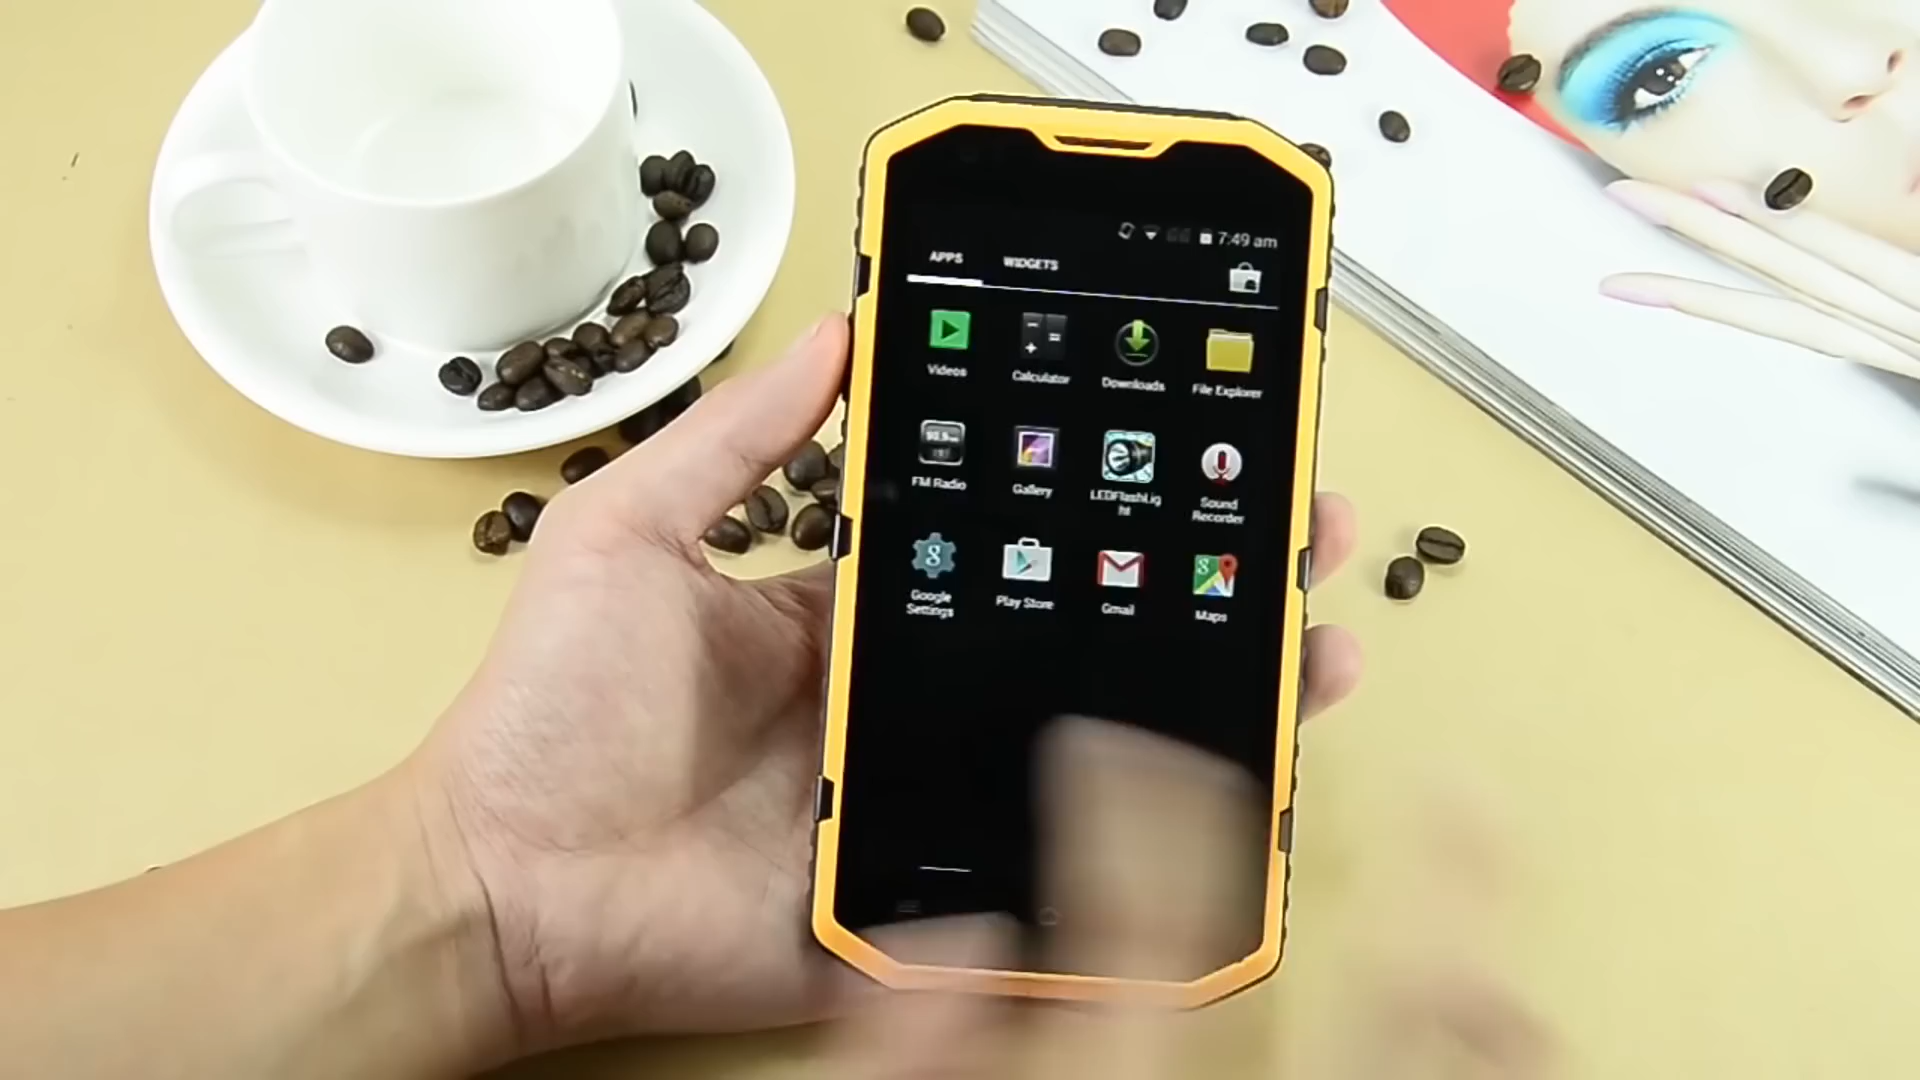 7:49 am
APPS WIDGETS
Videos Calculator Downloads File Explorer
FM Radio Gallery LEDFlashLig
ht
Sound
Recorder
Google
Settings
Play Store Gmail Maps